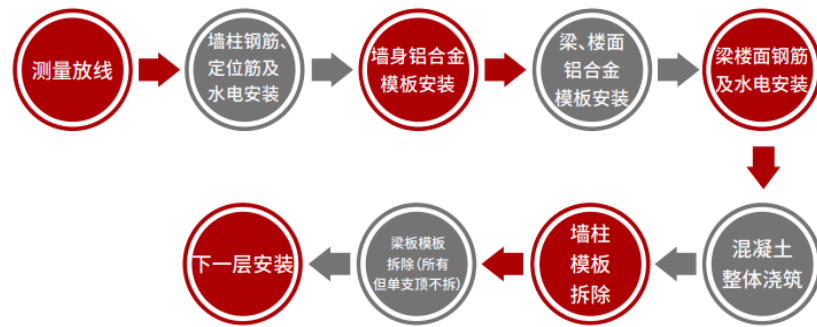 测量放线
墙柱钢筋、
定位筋及
水电安装
墙身铝合金
模板安装
梁、楼面
铝合金
模板安装
梁楼面钢筋
及水电安装
混凝土
整体浇筑
墙柱
模板
拆除
梁板模板
拆除(所有
但单支顶不拆)
下一层安装